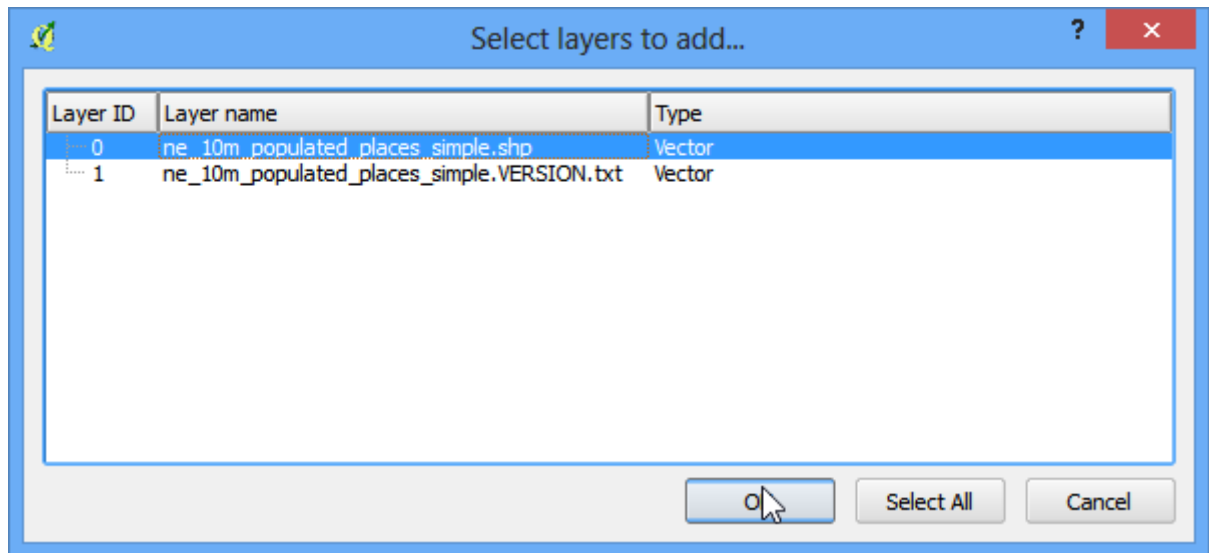 Select layers to add...
?
Layer ID Layer name Type
0 ne_10m_populated_places_simple.shp Vector
1 ne_10m_populated_places_simple.VERSION.txt Vector
Select All Cancel